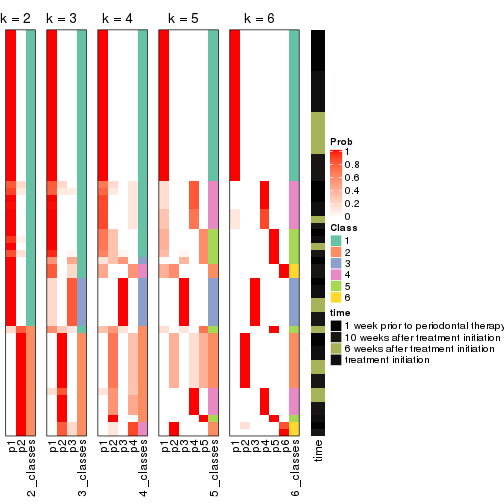 k = 2
k = 3
k = 4
k = 5
k = 6
Prob
1
0.8
0.6
0.4
0.2
0
Class
1
2
3
4
5
6
time
1 week prior to periodontal therapy
10 weeks after treatment initiation
6 weeks after treatment initiation
treatment initiation
p1
p2
2_classes
p1
p2
p3
3_classes
p1
p2
p3
p4
4_classes
p1
p2
p3
p4
p5
5_classes
p1
p2
p3
p4
p5
p6
6_classes
time